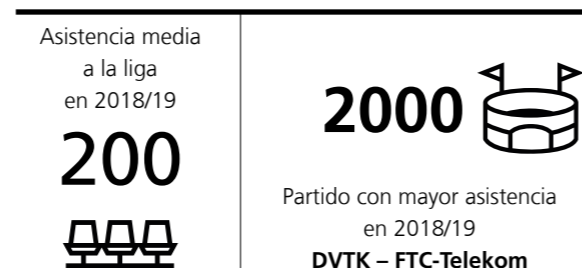 Asistencia media
a la liga
en 2018/19
200
2000
Partido con mayor asistencia
en 2018/19
DVTK – FTC-Telekom